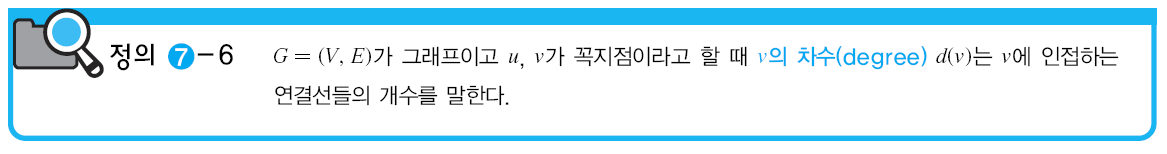 정의 7-6 G = (V, E)가 그래프이고 u, v가 꼭지점이라고 할 때 v의 차수(degree) d(v)는 v에 인접하는
연결선들의 개수를 말한다.